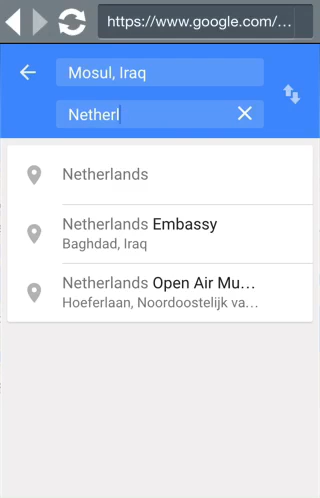 https://www.google.com/...
Mosul, Iraq
Netherl
Netherlands
Netherlands Embassy
Baghdad, Iraq
Netherlands Open Air Mu...
Hoeferlaan, Noordoostelijk va...